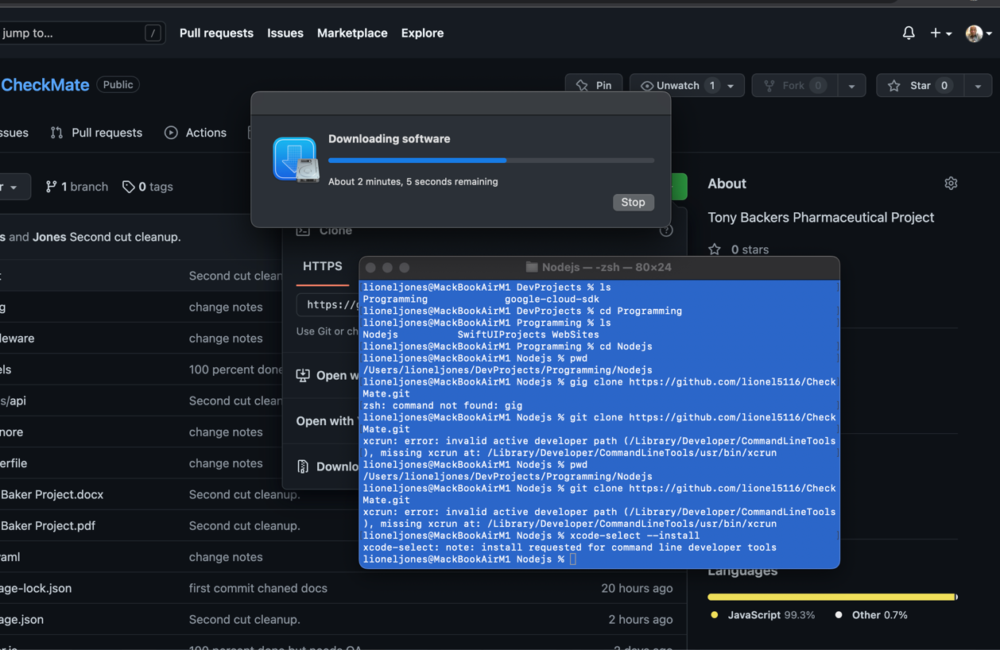 jump to...
/
Pull requests
Issues
Marketplace
Explore
CheckMate
Public
Pin
Unwatch 1
Fork 0
Star 0
ssues
Pull requests
Actions
r
1 branch
0 tags
s and Jones Second cut cleanup.
Downloading software
About 2 minutes, 5 seconds remaining
Stop
Clone
HTTPS
https://g
Use Git or ch
Open w
Open with
Downlo
t
Second cut clean
g
change notes
leware
change notes
els
100 percent done
s/api
Second cut clean
nore
change notes
erfile
change notes
Baker Project.docx
Second cut cleanup.
Baker Project.pdf
Second cut cleanup.
aml
change notes
age-lock.json
first commit chaned docs
20 hours ago
age.json
Second cut cleanup.
2 hours ago
100 percent done but needs QA
2 days ago
Nodejs — -zsh — 80×24
lioneljones@MackBookAirM1 DevProjects % ls
Programming google-cloud-sdk
lioneljones@MackBookAirM1 DevProjects % cd Programming
lioneljones@MackBookAirM1 Programming % ls
Nodejs SwiftUIProjects WebSites
lioneljones@MackBookAirM1 Programming % cd Nodejs
lioneljones@MackBookAirM1 Nodejs % pwd
/Users/lioneljones/DevProjects/Programming/Nodejs
lioneljones@MackBookAirM1 Nodejs % gig clone https://github.com/lionel5116/Check
Mate.git
zsh: command not found: gig
lioneljones@MackBookAirM1 Nodejs % git clone https://github.com/lionel5116/Check
Mate.git
xcrun: error: invalid active developer path (/Library/Developer/CommandLineTools
), missing xcrun at: /Library/Developer/CommandLineTools/usr/bin/xcrun
lioneljones@MackBookAirM1 Nodejs % pwd
/Users/lioneljones/DevProjects/Programming/Nodejs
lioneljones@MackBookAirM1 Nodejs % git clone https://github.com/lionel5116/Check
Mate.git
xcrun: error: invalid active developer path (/Library/Developer/CommandLineTools
), missing xcrun at: /Library/Developer/CommandLineTools/usr/bin/xcrun
lioneljones@MackBookAirM1 Nodejs % xcode-select --install
xcode-select: note: install requested for command line developer tools
lioneljones@MackBookAirM1 Nodejs %
About
Tony Backers Pharmaceutical Project
0 stars
Languages
JavaScript 99.3%
Other 0.7%